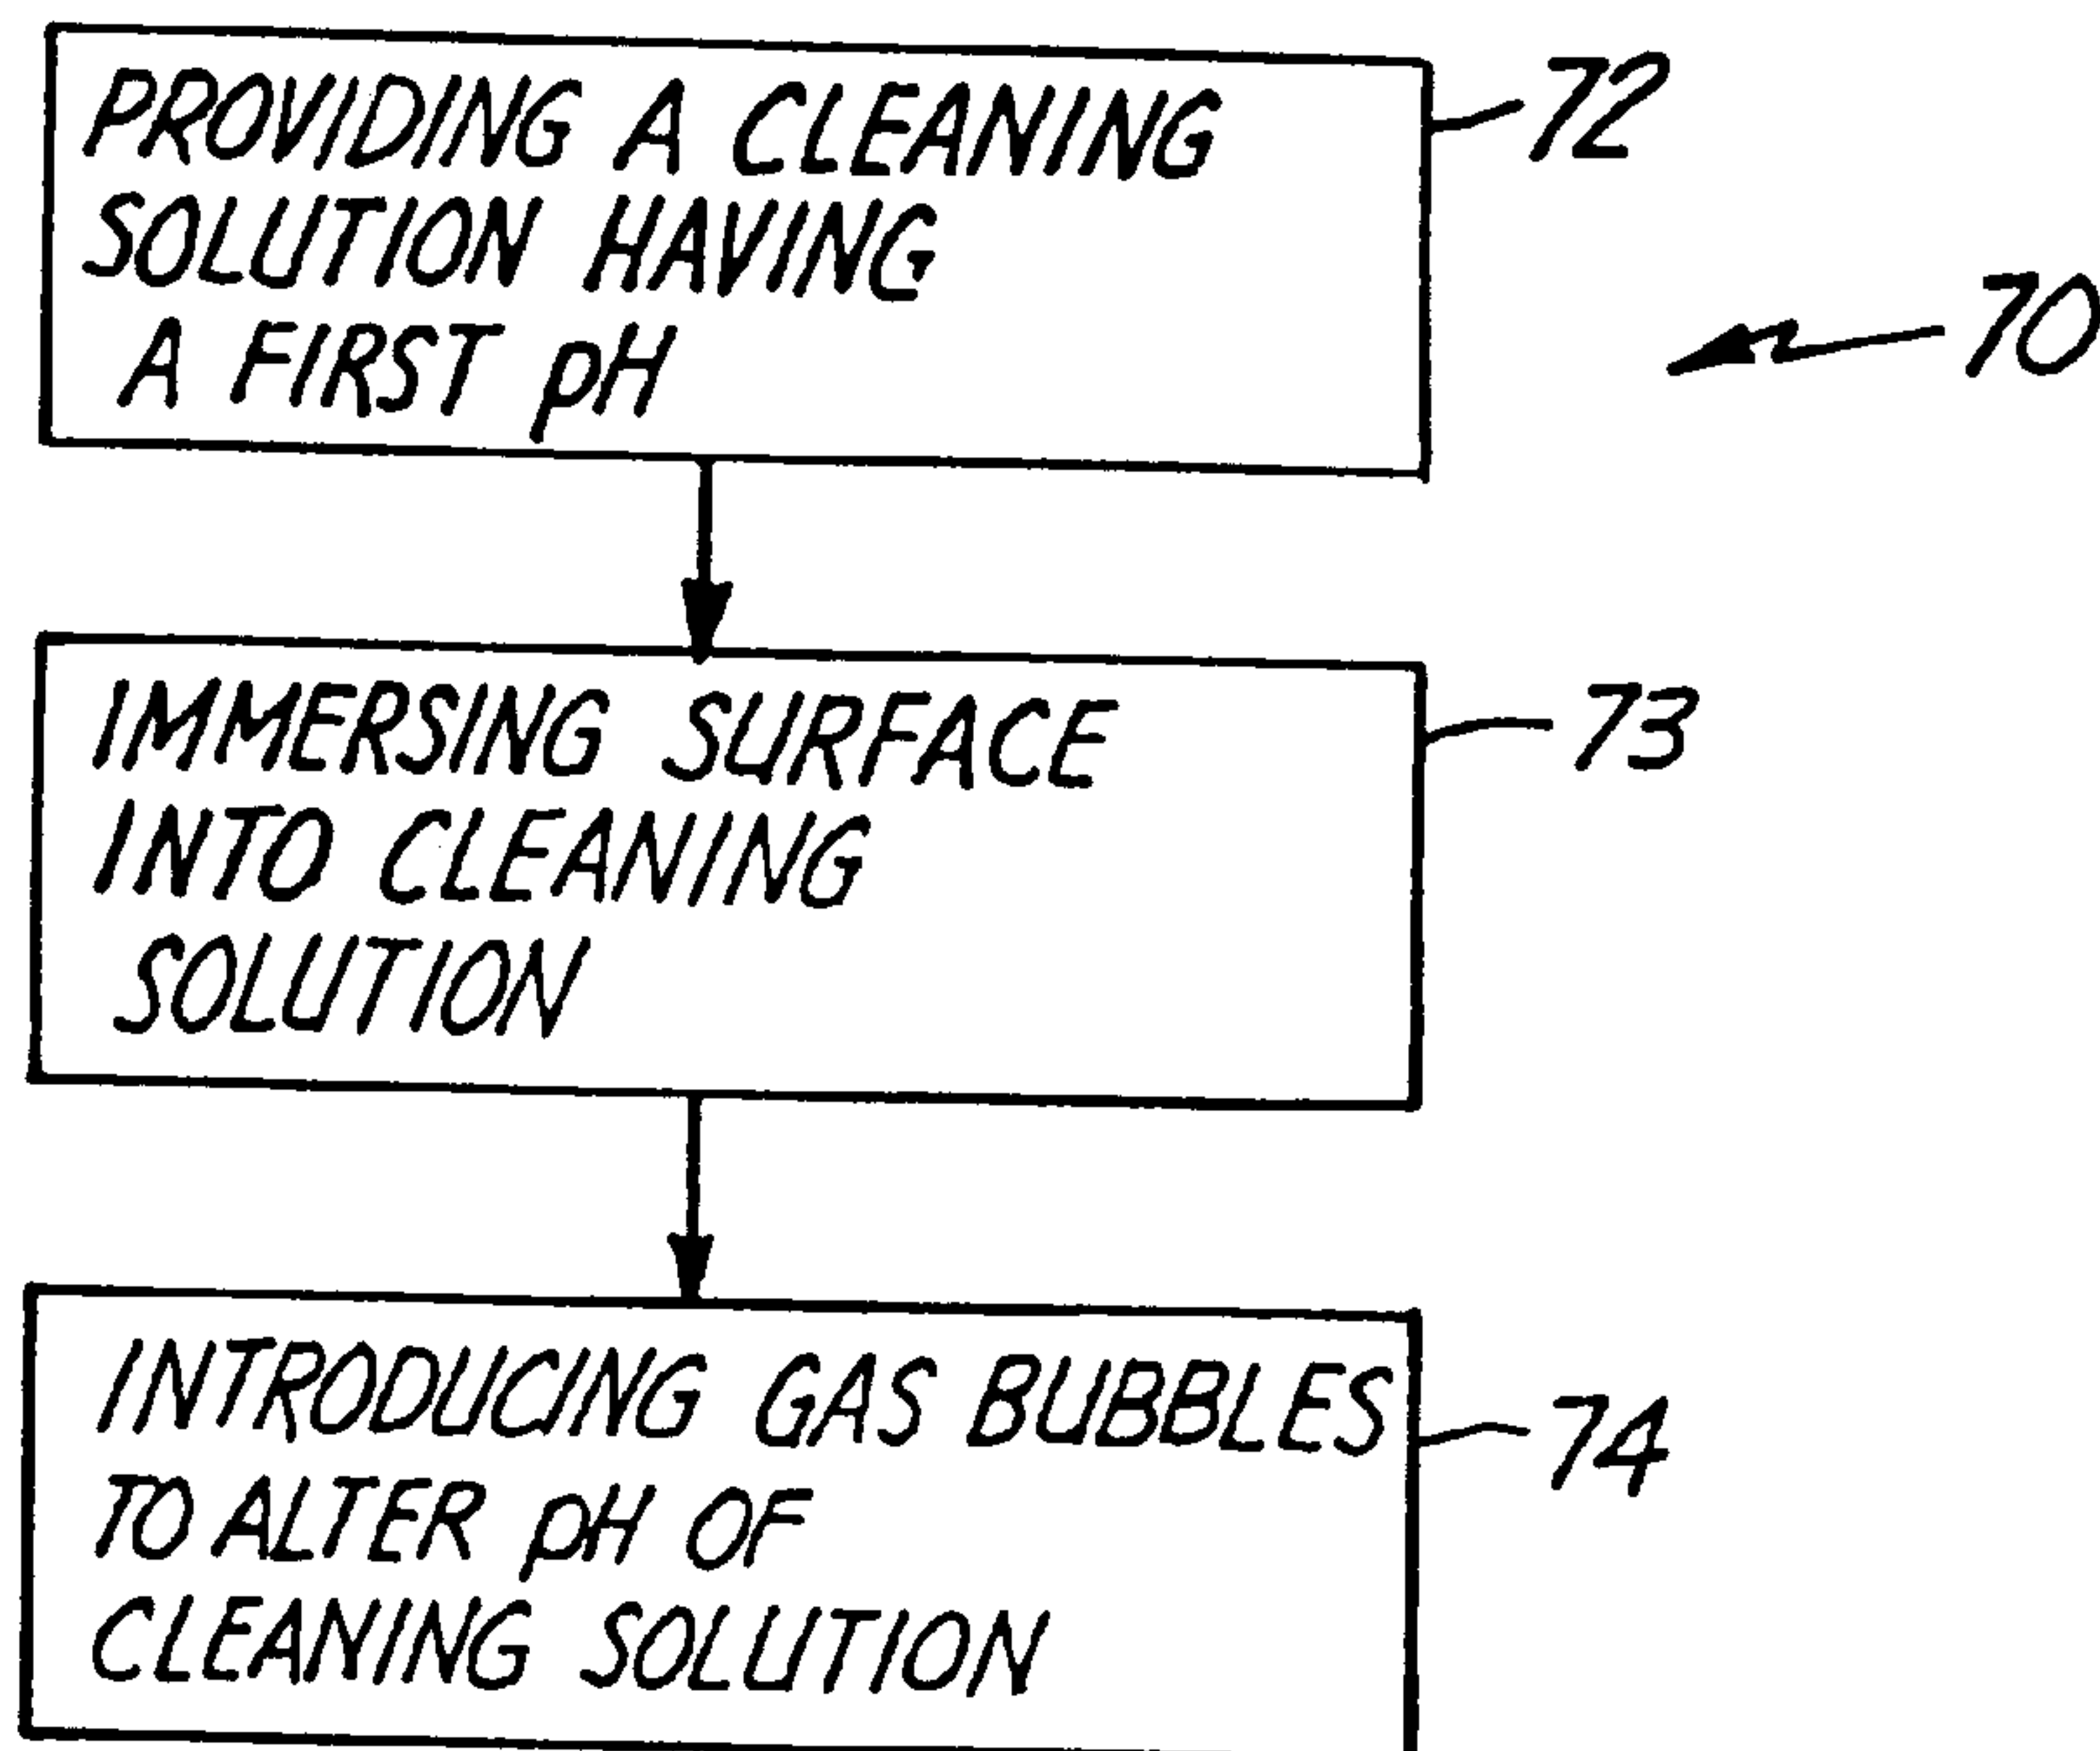 PROVIDING A CLEANING
SOLUTION HAVING
A FIRST pH
72
70
IMMERSING SURFACE
INTO CLEANING
SOLUTION
73
INTRODUCING GAS BUBBLES
TO ALTER pH OF
CLEANING SOLUTION
74